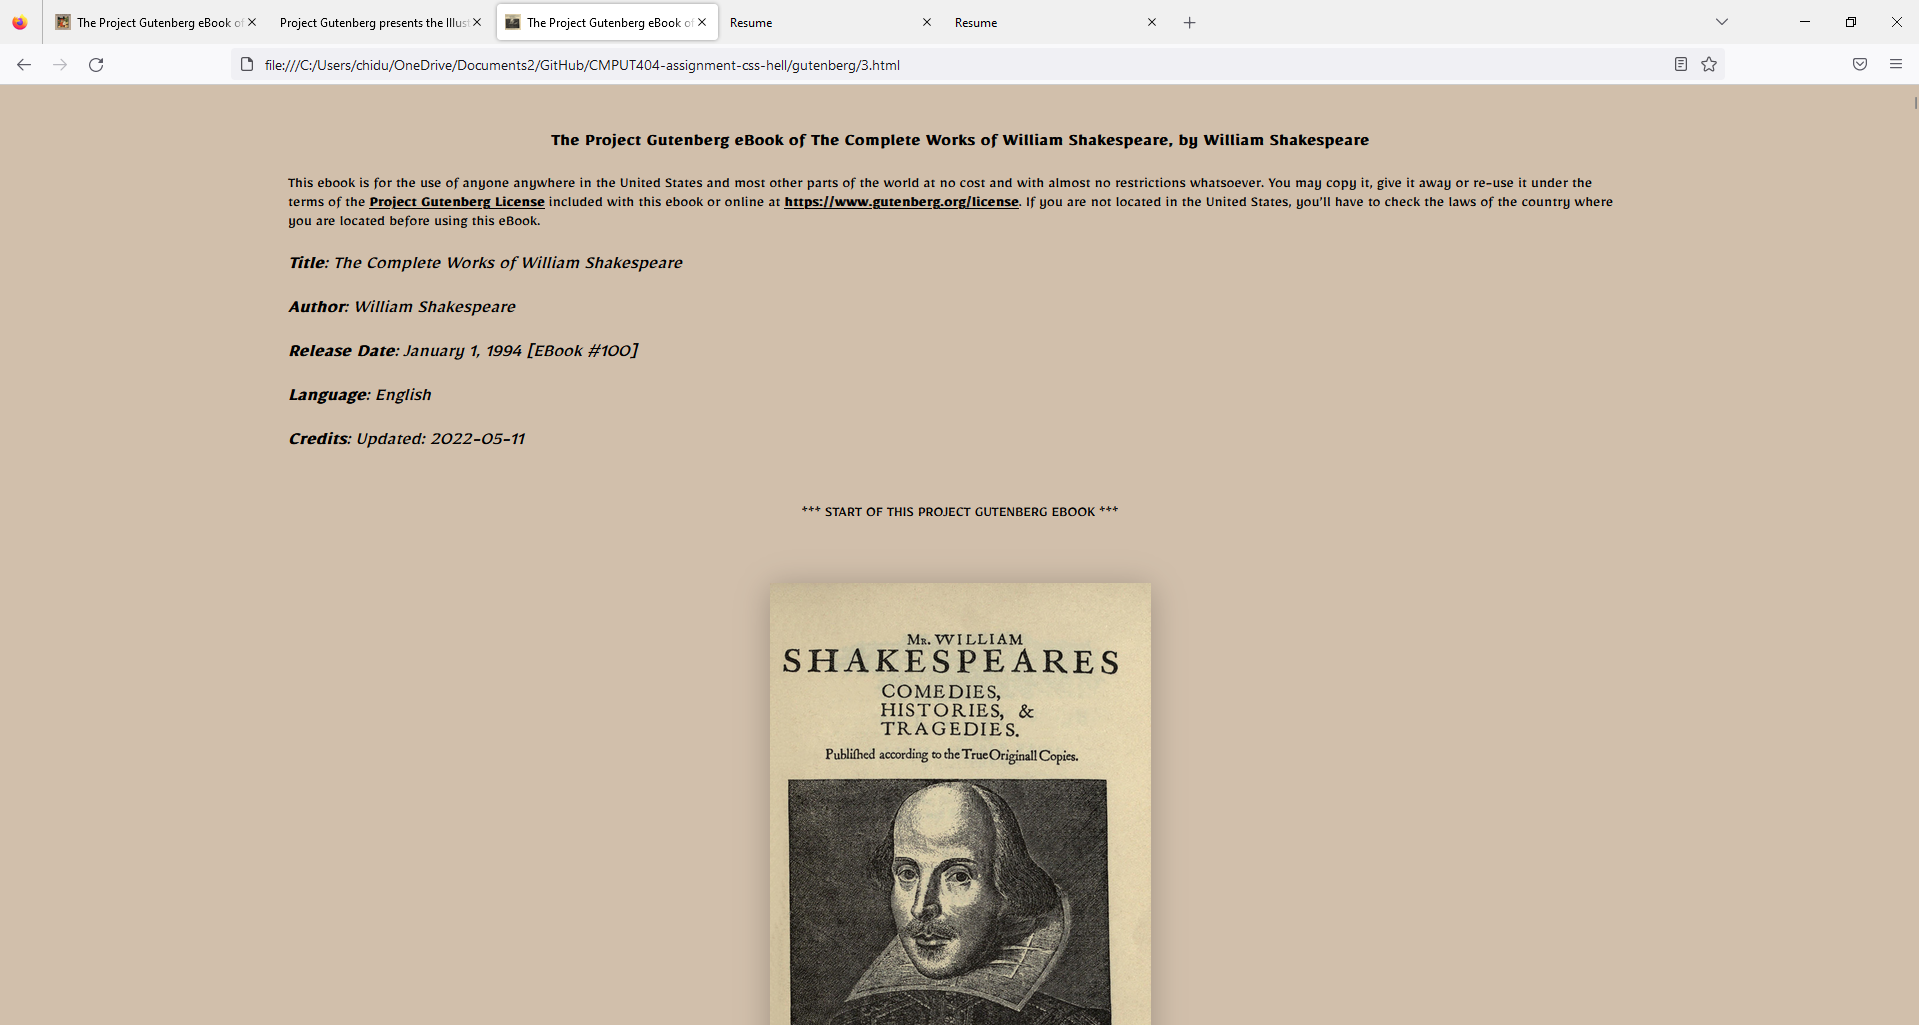 The Project Gutenberg eBook of
Project Gutenberg presents the Illus
The Project Gutenberg eBook of
Resume
Resume
file:///C:/Users/chidu/OneDrive/Documents2/GitHub/CMPUT404-assignment-css-hell/gutenberg/3.html
The Project Gutenberg eBook of The Complete Works of William Shakespeare, by William Shakespeare
This ebook is for the use of anyone anywhere in the United States and most other parts of the world at no cost and with almost no restrictions whatsoever. You may copy it, give it away or re-use it under the
terms of the Project Gutenberg License included with this ebook or online at https://www.gutenberg.org/license. If you are not located in the United States, you'll have to check the laws of the country where
you are located before using this eBook.
Title: The Complete Works of William Shakespeare
Author: William Shakespeare
Release Date: January 1, 1994 [EBook #100]
Language: English
Credits: Updated: 2022-05-11
*** START OF THIS PROJECT GUTENBERG EBOOK ***
Mr. WILLIAM
SHAKESPEARES
COMEDIES,
HISTORIES, &
TRAGEDIES.
Publiſhed according to the True Originall Copies.